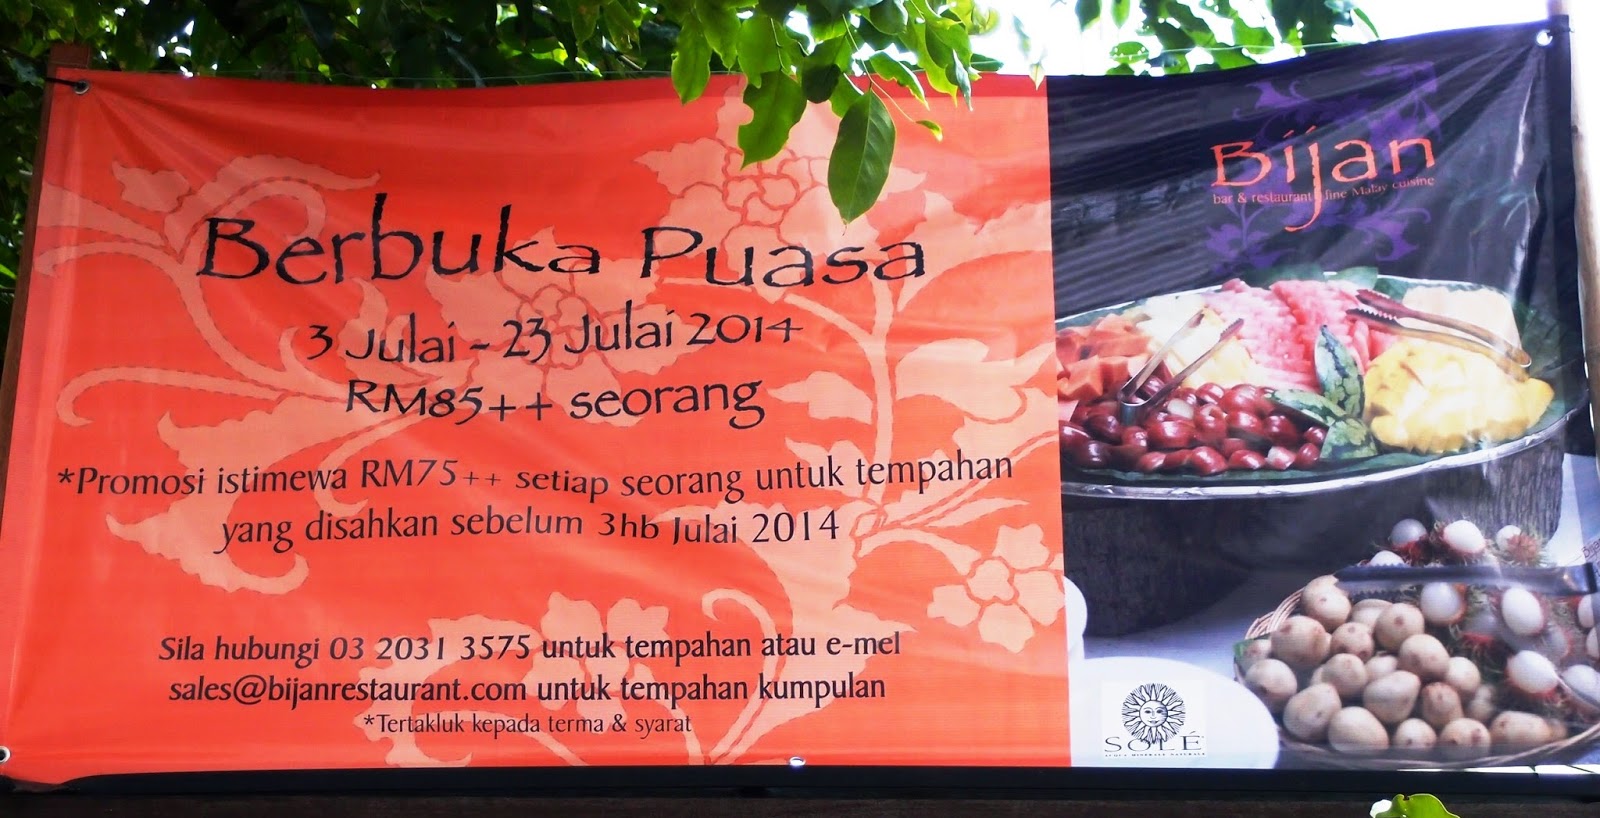 Berbuka Puasa
3 Julai - 23 Julai 2014
RM85++ seorang
*Promosi istimewa RM75++ setiap seorang untuk tempahan
yang disahkan sebelum 3hb Julai 2014
Sila hubungi 03 2031 3575 untuk tempahan atau e-mel
sales@bijanrestaurant.com untuk tempahan kumpulan
*Tertakluk kepada terma & syarat
Bijan
bar & restaurant fine Malay cuisine
SOLÉ